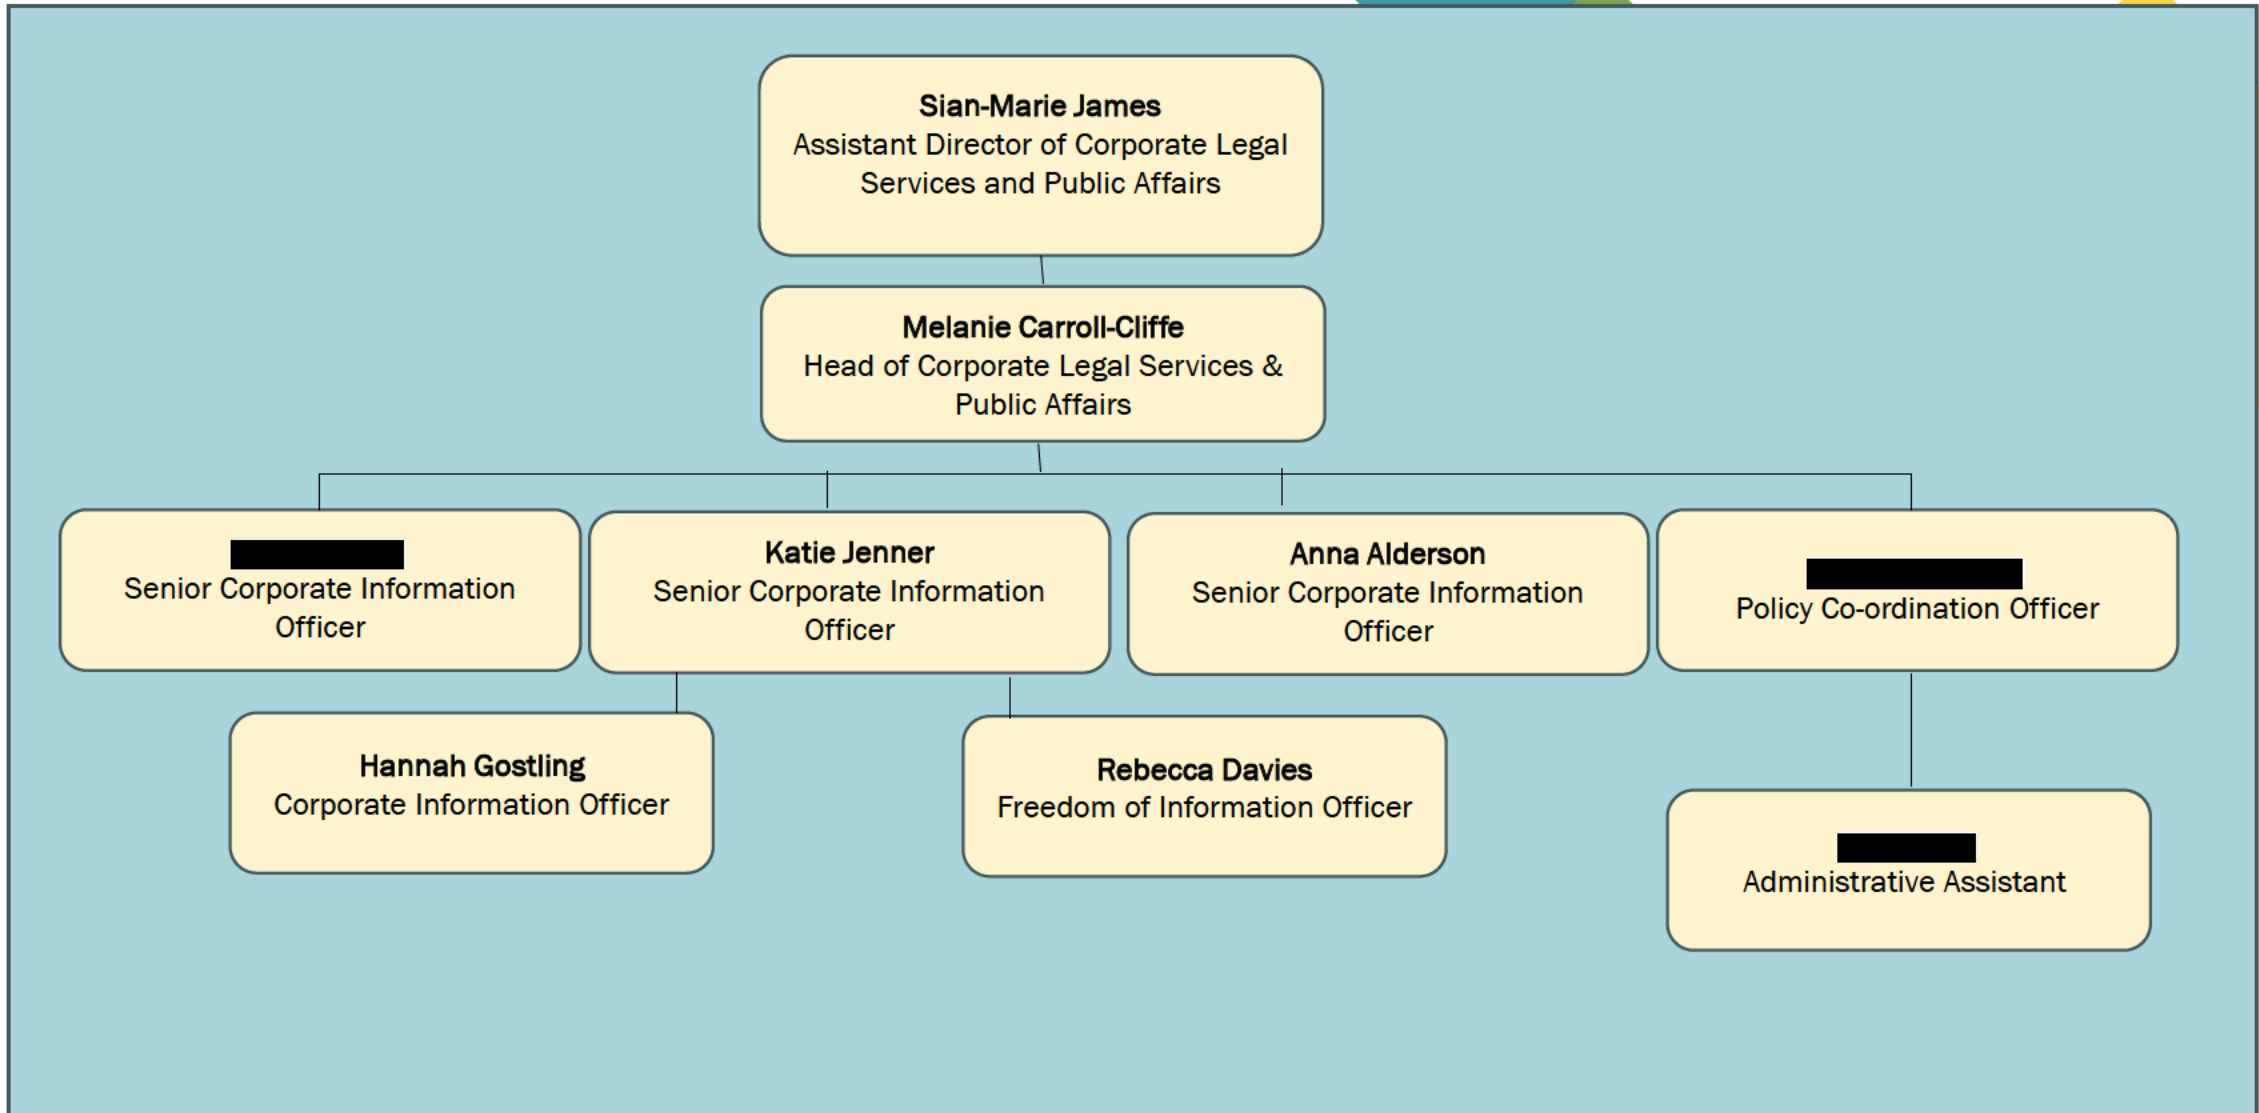 Sian-Marie James
Assistant Director of Corporate Legal
Services and Public Affairs
Melanie Carroll-Cliffe
Head of Corporate Legal Services &
Public Affairs
Senior Corporate Information
Officer
Katie Jenner
Senior Corporate Information
Officer
Anna Alderson
Senior Corporate Information
Officer
Policy Co-ordination Officer
Hannah Gostling
Corporate Information Officer
Rebecca Davies
Freedom of Information Officer
Administrative Assistant